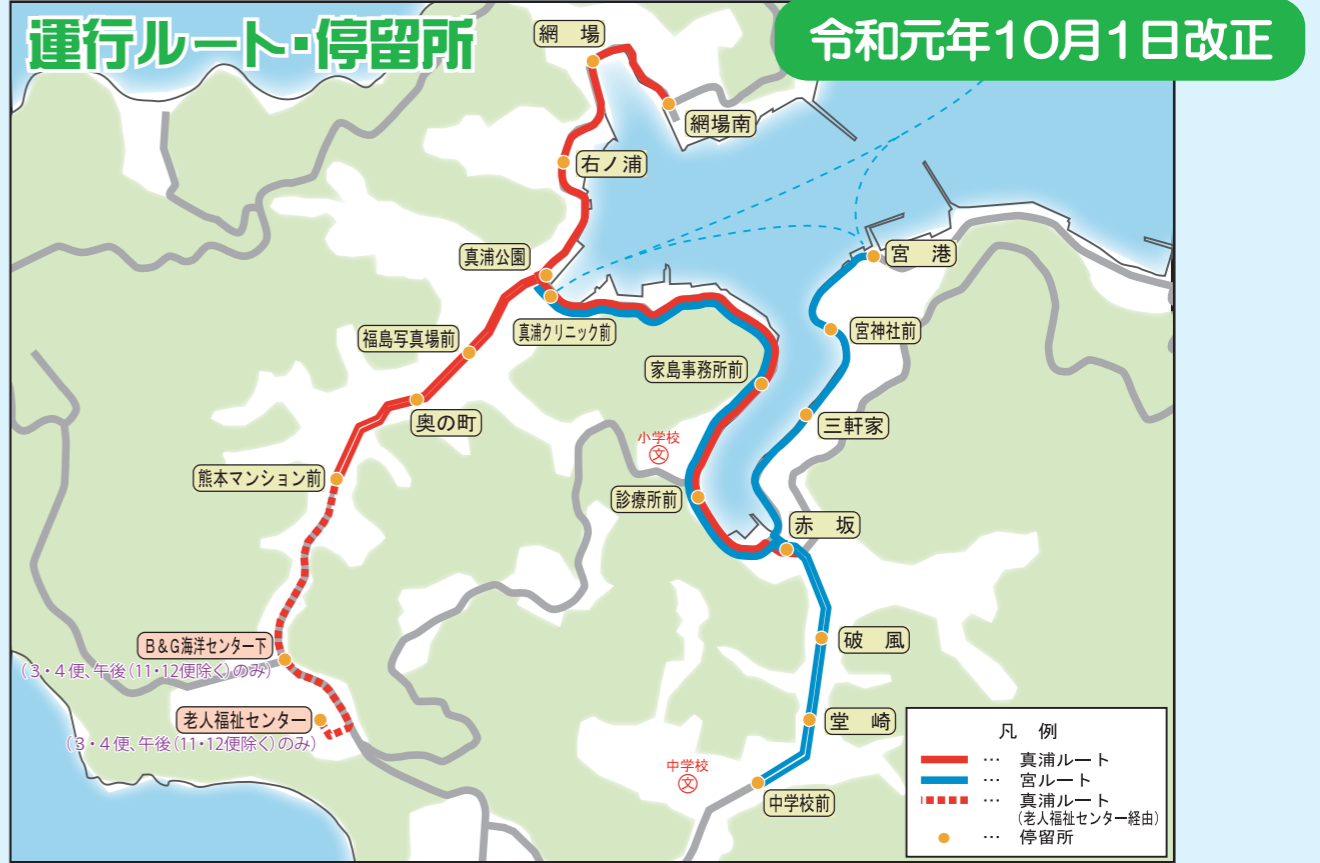 運行ルート・停留所
令和元年10月1日改正
網　場
網場南
右ノ浦
真浦公園
宮　港
真浦クリニック前
宮神社前
福島写真場前
家島事務所前
奥の町
三軒家
小学校
文
熊本マンション前
診療所前
赤　坂
B&G海洋センター下
(3・4便、午後(11・12便除く)のみ)
破　風
老人福祉センター
(3・4便、午後(11・12便除く)のみ)
堂　崎
中学校
文
中学校前
凡　例
… 真浦ルート
… 宮ルート
… 真浦ルート
(老人福祉センター経由)
… 停留所